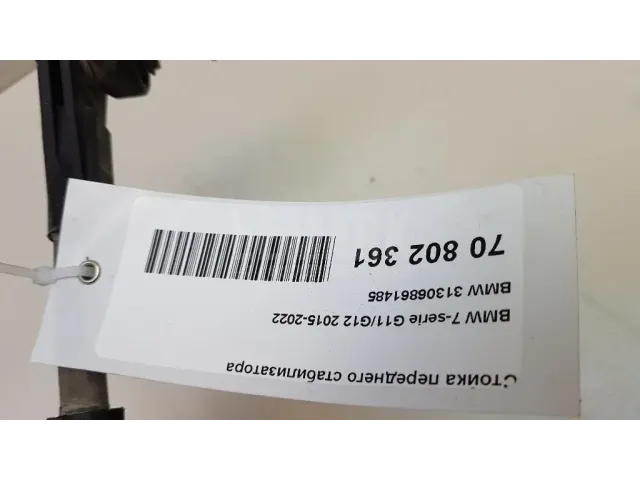 Стойка переднего стабилизатора
BMW 7-serie G11/G12 2015-2022
BMW 31306861485
70 802 361